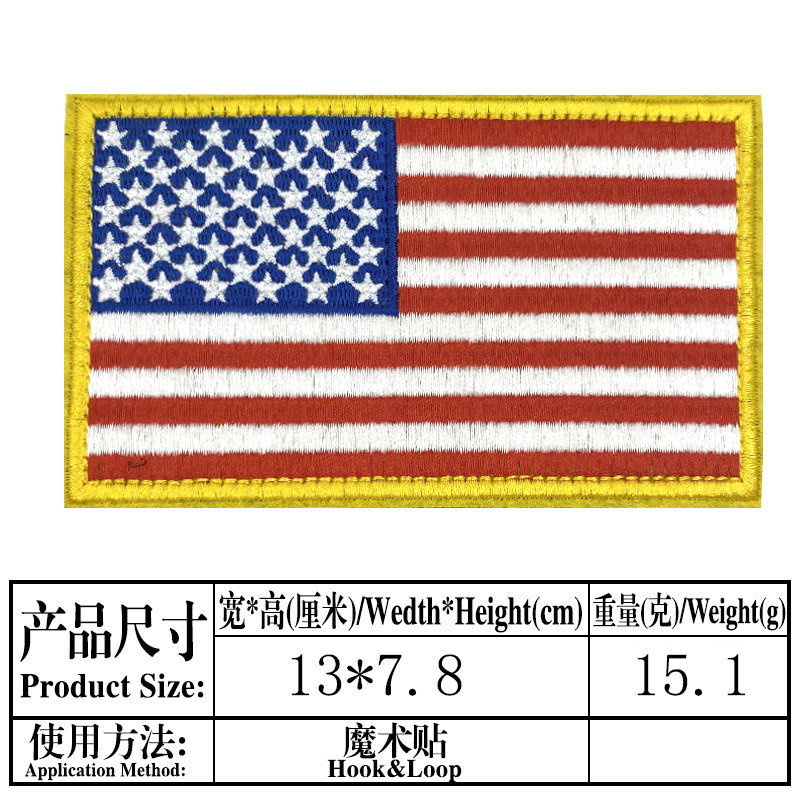 产品尺寸
Product Size:
宽*高(厘米)/Wedth*Height(cm)
重量(克)/Weight(g)
13*7.8
15.1
使用方法:
Application Method:
魔术贴
Hook&Loop